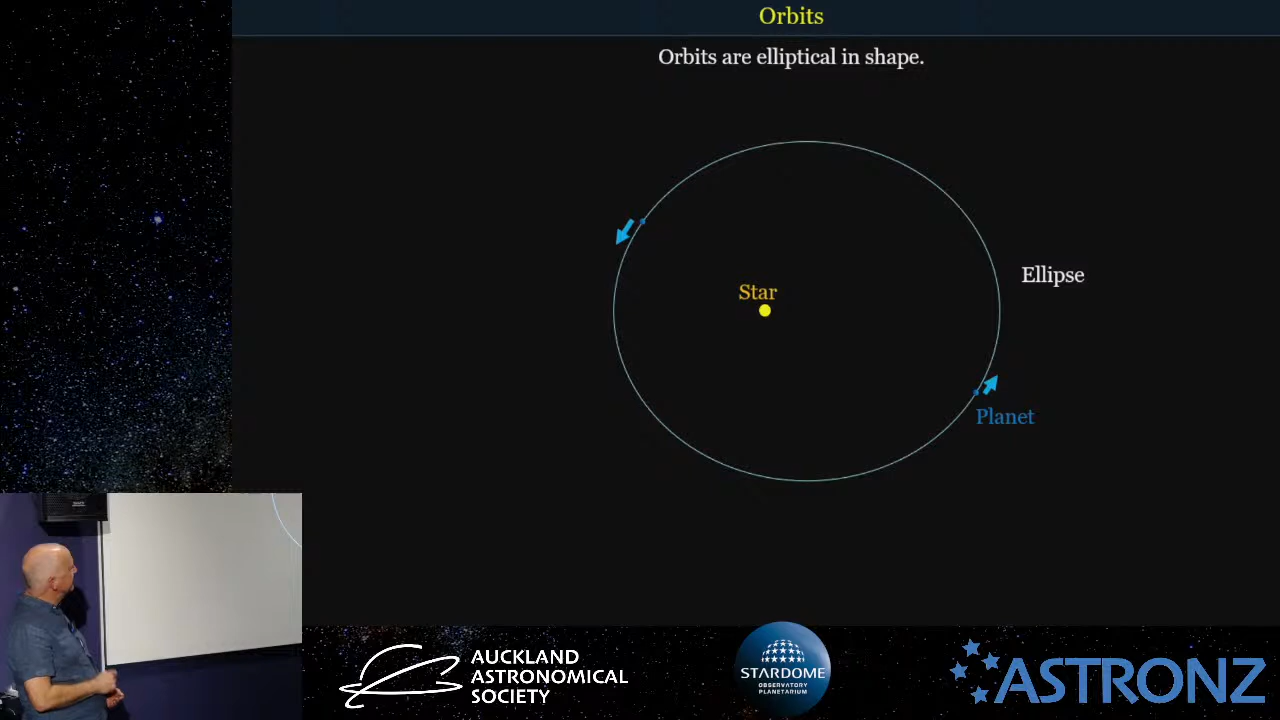 Orbits
Orbits are elliptical in shape.
Ellipse
Star
Planet
AUCKLAND
ASTRONOMICAL
SOCIETY
STARDOME
OBSERVATORY
PLANETARIUM
ASTRONZ